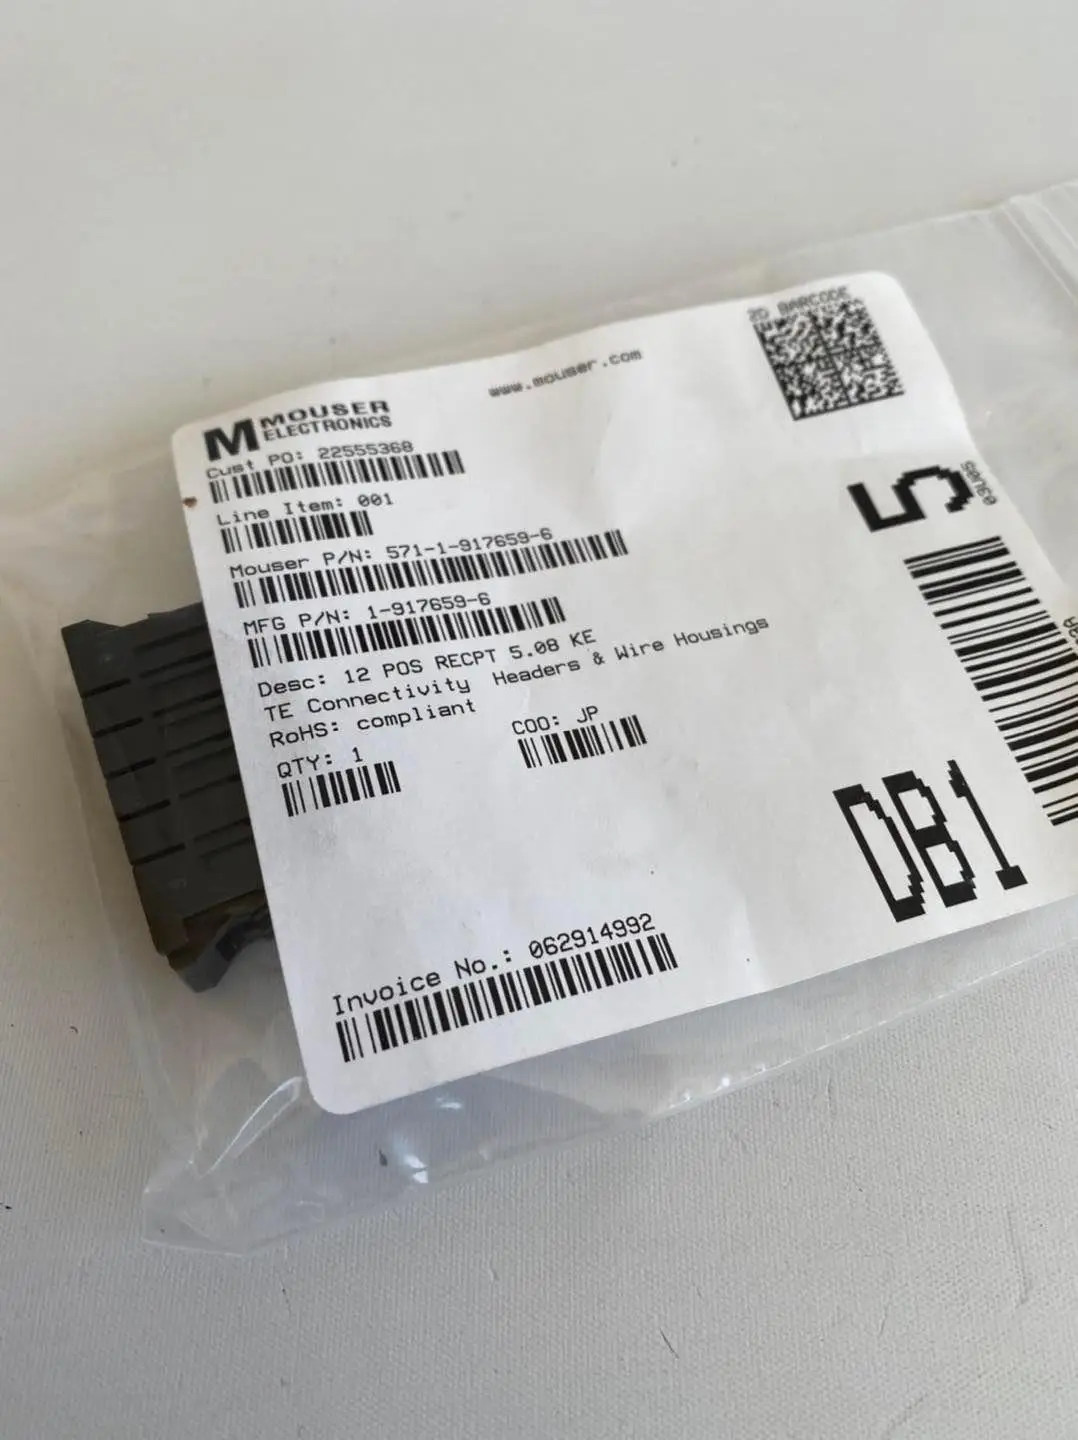 2D BARCODE
www.mouser.com
M MOUSER
ELECTRONICS
Cust PO: 22555368
Line Item: 001
Mouser P/N: 571-1-917659-6
MFG P/N: 1-917659-6
Desc: 12 POS RECPT 5.08 KE
TE Connectivity Headers & Wire Housings
RoHS: compliant
QTY: 1
COO: JP
5
DB1
Invoice No.: 062914992